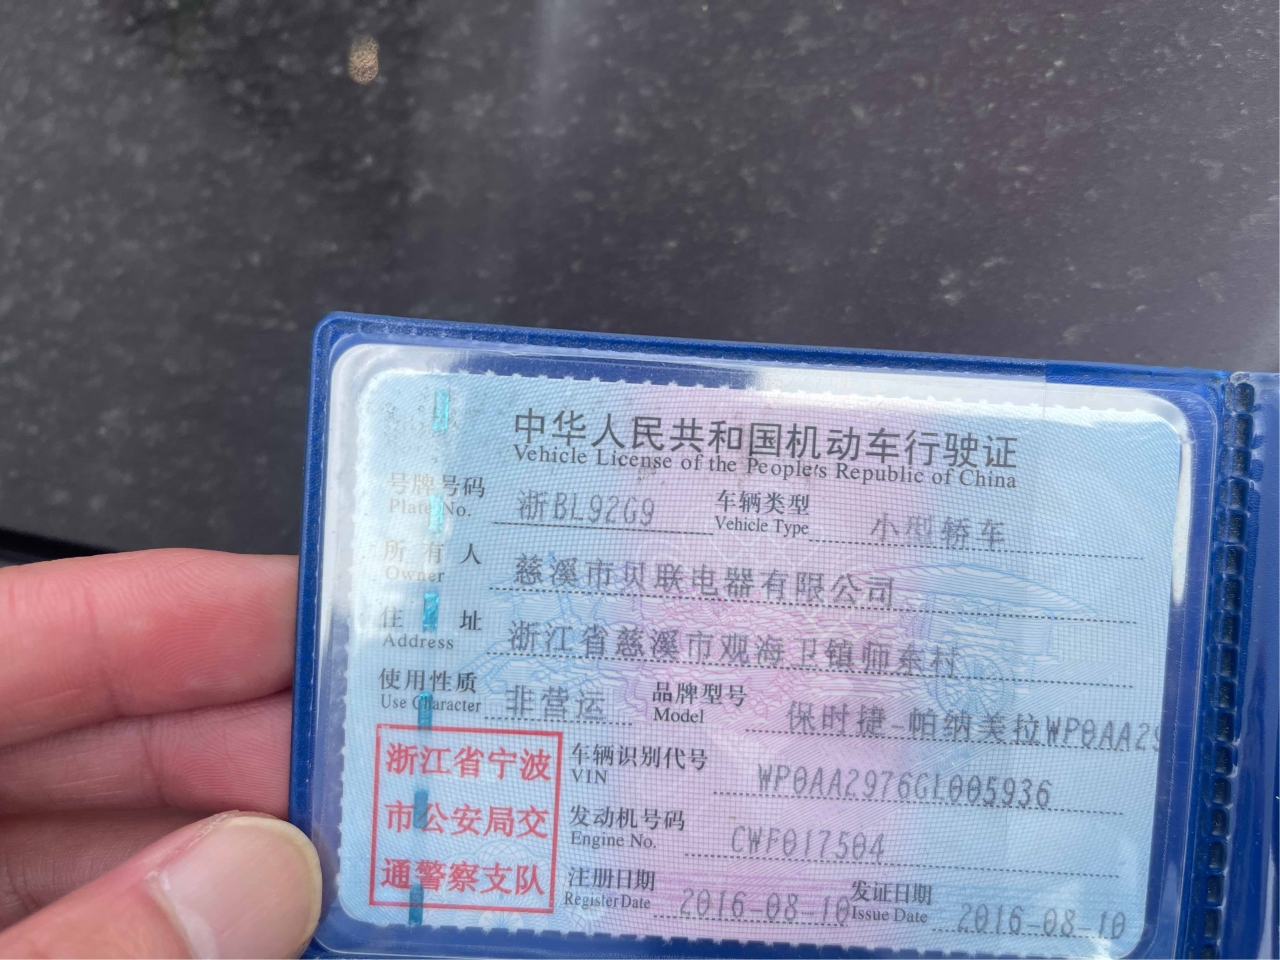 中华人民共和国机动车行驶证
Vehicle License of the People's Republic of China
号牌号码 浙BL92G9 车辆类型 小型轿车
Plate No. Vehicle Type
所有人 慈溪市贝联电器有限公司
Owner
住址 浙江省慈溪市观海卫镇师东村
Address
使用性质 非营运 品牌型号 保时捷-帕纳美拉WP0AA29
Use Character Model
浙江省宁波
市公安局交
通警察支队
车辆识别代号 WP0AA2976GL005936
VIN
发动机号码 CWF017504
Engine No.
注册日期 2016-08-10 发证日期 2016-08-10
Register Date Issue Date